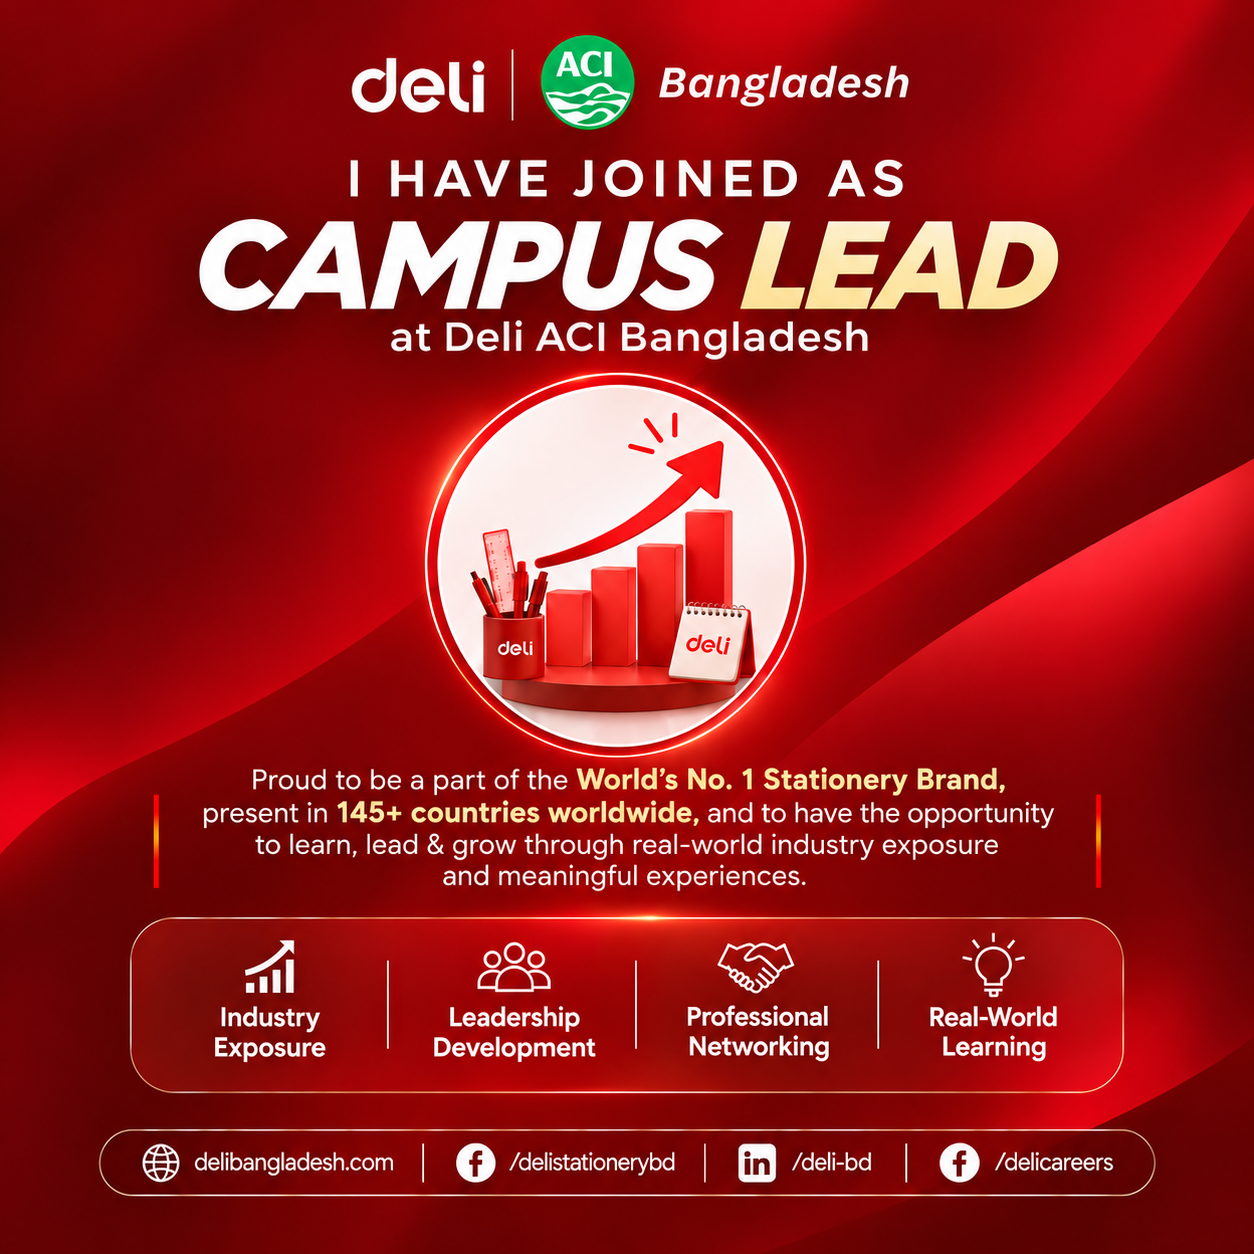 deli | ACI Bangladesh
I HAVE JOINED AS
CAMPUS LEAD
at Deli ACI Bangladesh
deli
deli
Proud to be a part of the World's No. 1 Stationery Brand,
present in 145+ countries worldwide, and to have the opportunity
to learn, lead & grow through real-world industry exposure
and meaningful experiences.
Industry
Exposure
Leadership
Development
Professional
Networking
Real-World
Learning
delibangladesh.com
/delistationerybd
in /deli-bd
/delicareers